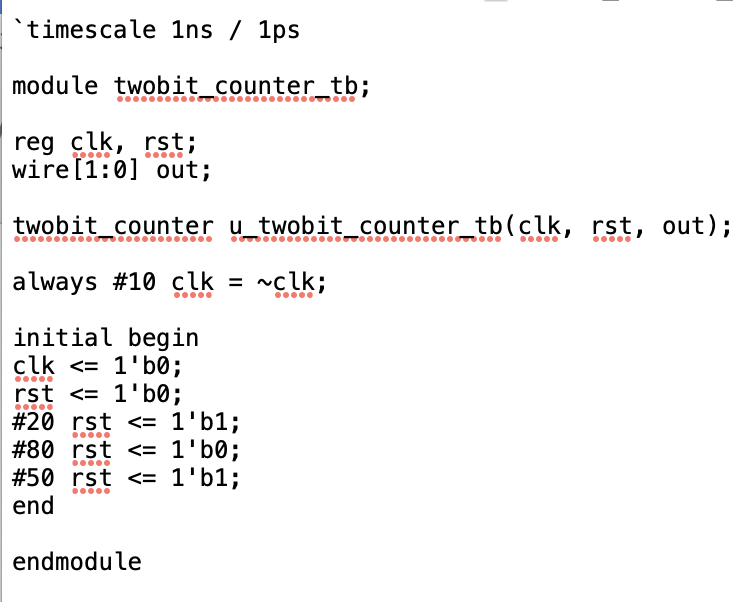 `timescale 1ns / 1ps
module twobit_counter_tb;
reg clk, rst;
wire[1:0] out;
twobit_counter u_twobit_counter_tb(clk, rst, out);
always #10 clk = ~clk;
initial begin
clk <= 1'b0;
rst <= 1'b0;
#20 rst <= 1'b1;
#80 rst <= 1'b0;
#50 rst <= 1'b1;
end
endmodule